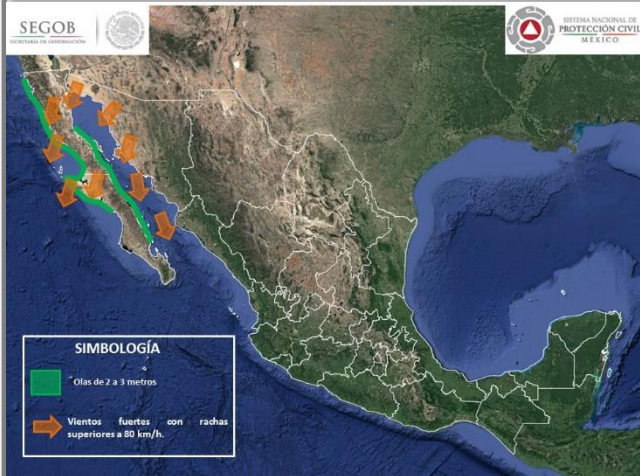 SEGOB
SECRETARÍA DE GOBERNACIÓN
SISTEMA NACIONAL DE
PROTECCIÓN CIVIL
MÉXICO
SIMBOLOGÍA
Olas de 2 a 3 metros
Vientos fuertes con rachas
superiores a 80 km/h.